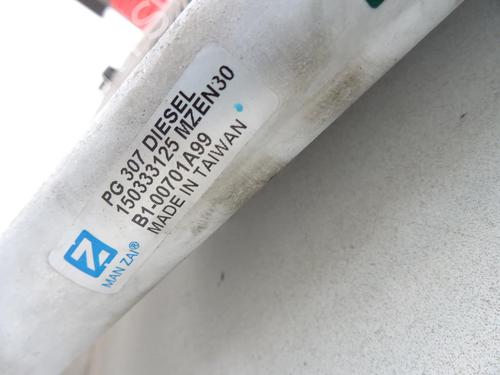 PG 307 DIESEL
150333125 MZEN30
B1-00701A99
MADE IN TAIWAN
MAN ZAI®